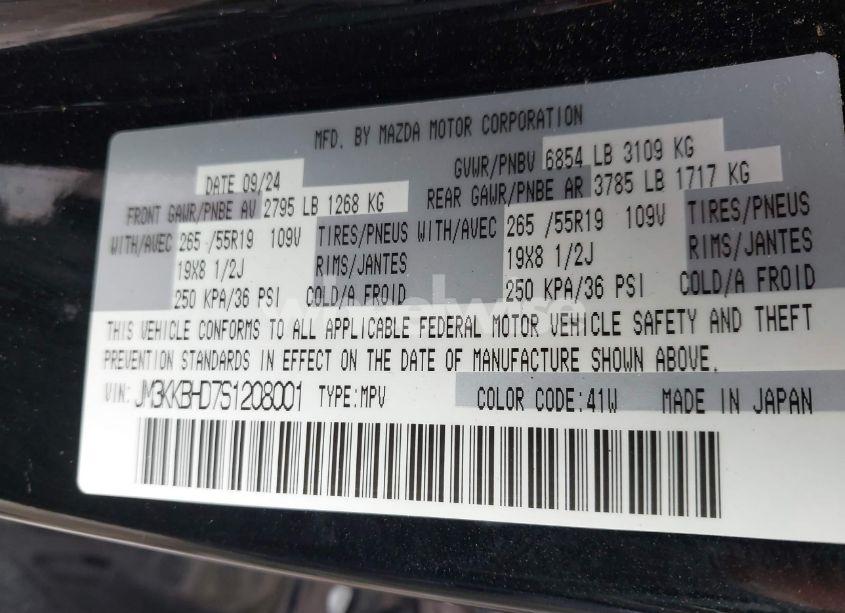 MFD. BY MAZDA MOTOR CORPORATION
DATE 09/24 GVWR/PNBV 6854 LB 3109 KG
FRONT GAWR/PNBE AV 2795 LB 1268 KG REAR GAWR/PNBE AR 3785 LB 1717 KG
WITH/AVEC 265 /55R19 109V TIRES/PNEUS WITH/AVEC 265 /55R19 109V TIRES/PNEUS
19X8 1/2J RIMS/JANTES 19X8 1/2J RIMS/JANTES
250 KPA/36 PSI COLD/A FROID 250 KPA/36 PSI COLD/A FROID
THIS VEHICLE CONFORMS TO ALL APPLICABLE FEDERAL MOTOR VEHICLE SAFETY AND THEFT
PREVENTION STANDARDS IN EFFECT ON THE DATE OF MANUFACTURE SHOWN ABOVE.
VIN: JM3KKBHD7S1208001 TYPE:MPV COLOR CODE:41W MADE IN JAPAN